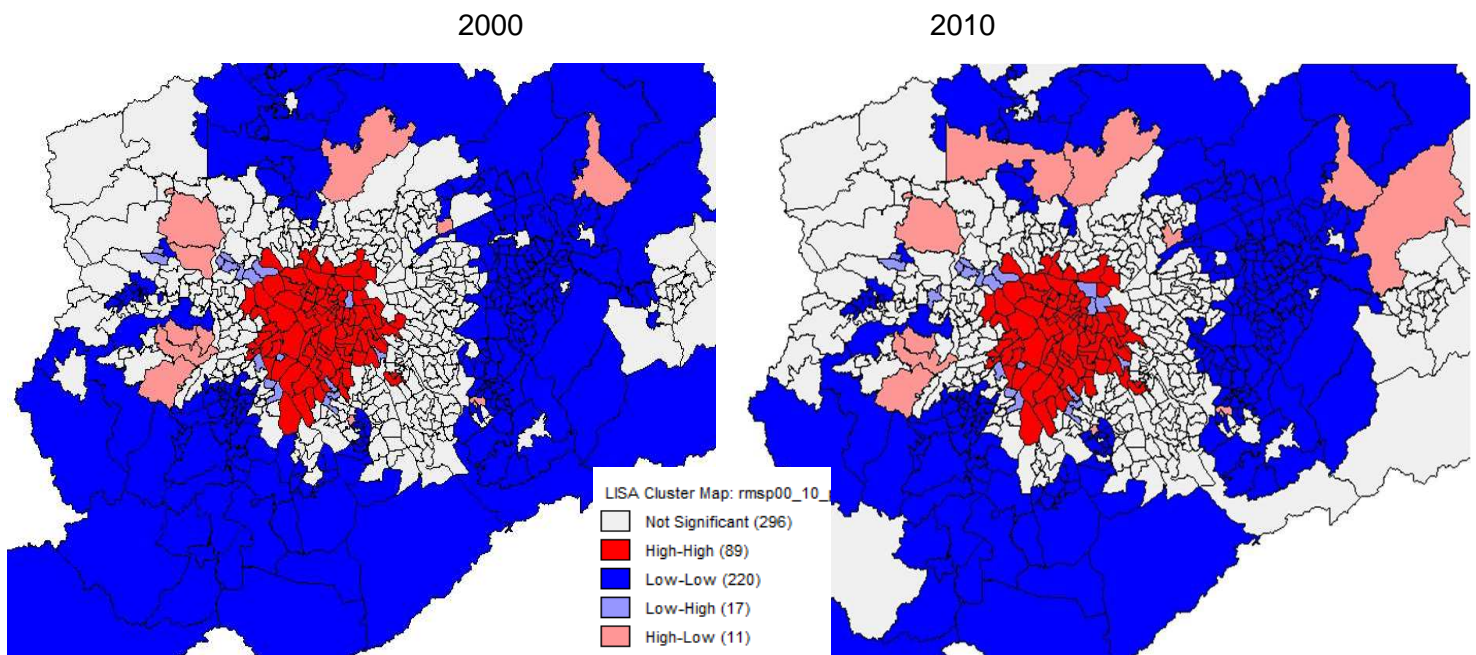 2000
2010
LISA Cluster Map: rmsp00_10_
Not Significant (296)
High-High (89)
Low-Low (220)
Low-High (17)
High-Low (11)